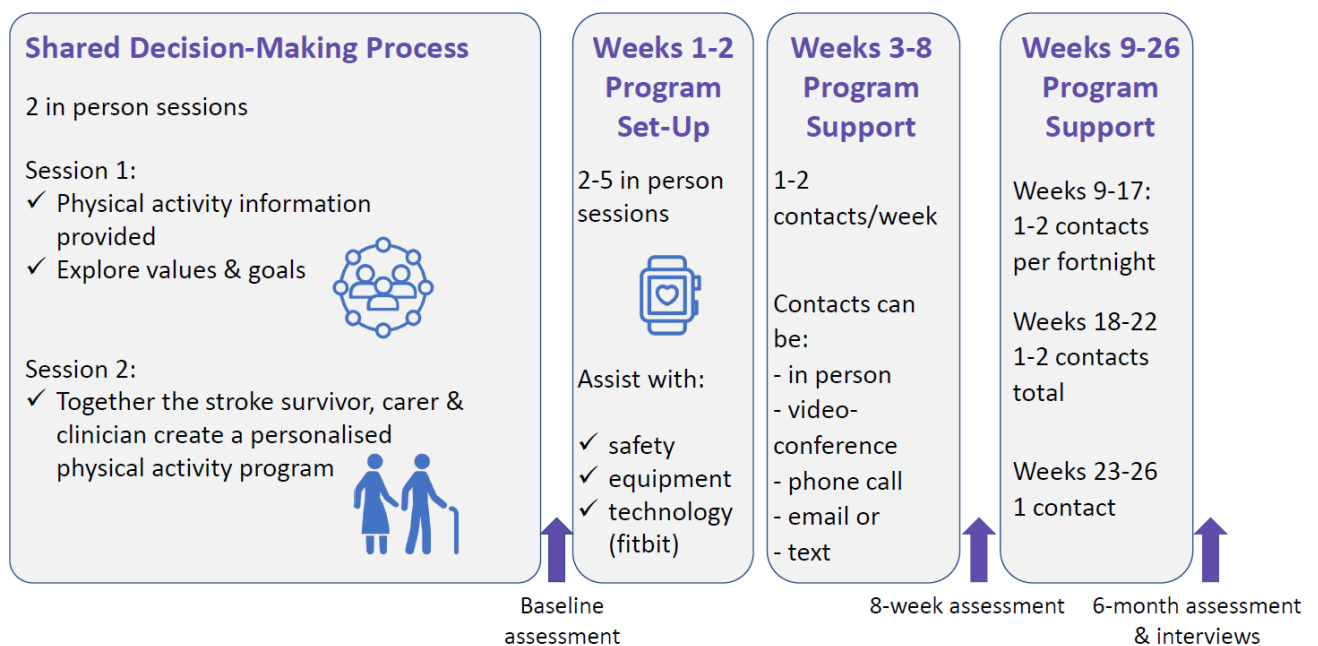 Shared Decision-Making Process
2 in person sessions
Session 1:
✓ Physical activity information
provided
✓ Explore values & goals
Session 2:
✓ Together the stroke survivor, carer &
clinician create a personalised
physical activity program
Weeks 1-2
Program
Set-Up
2-5 in person
sessions
Assist with:
✓ safety
✓ equipment
✓ technology
(fitbit)
Weeks 3-8
Program
Support
1-2
contacts/week
Contacts can
be:
- in person
- video-
conference
- phone call
- email or
- text
Weeks 9-26
Program
Support
Weeks 9-17:
1-2 contacts
per fortnight
Weeks 18-22
1-2 contacts
total
Weeks 23-26
1 contact
Baseline
assessment
8-week assessment
6-month assessment
& interviews